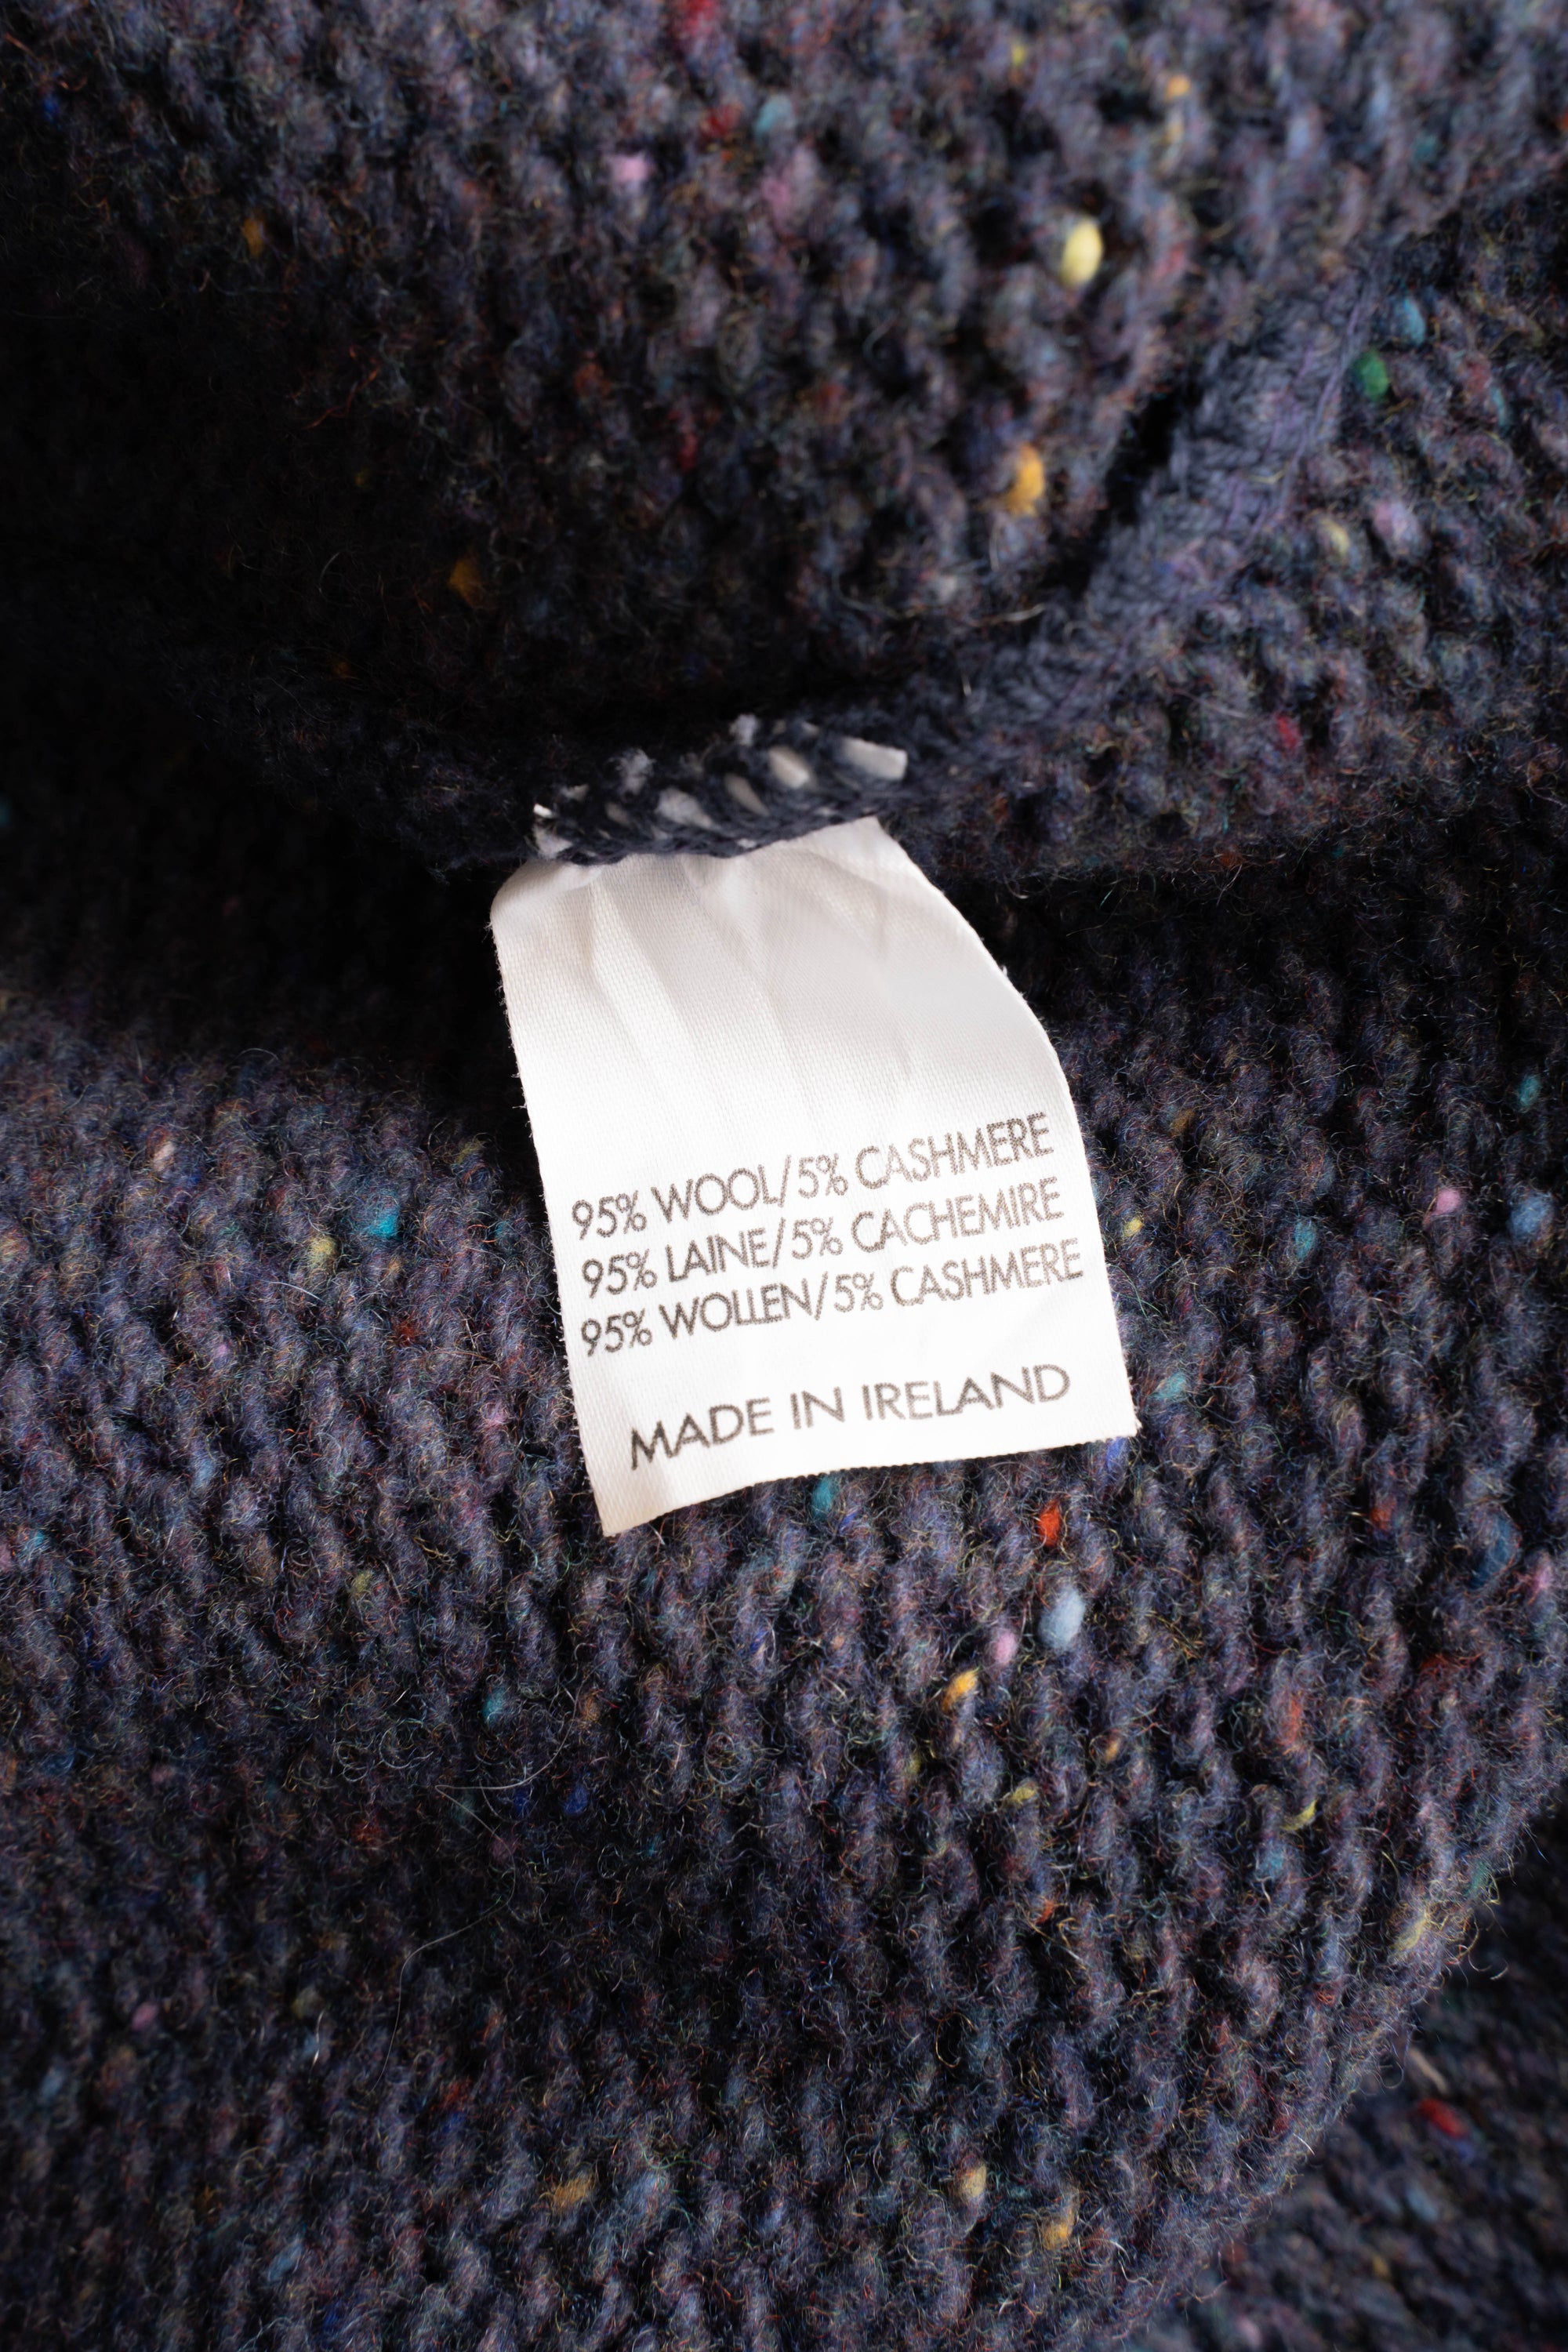 95% WOOL/5% CASHMERE
95% LAINE/5% CACHEMIRE
95% WOLLEN/5% CASHMERE
MADE IN IRELAND